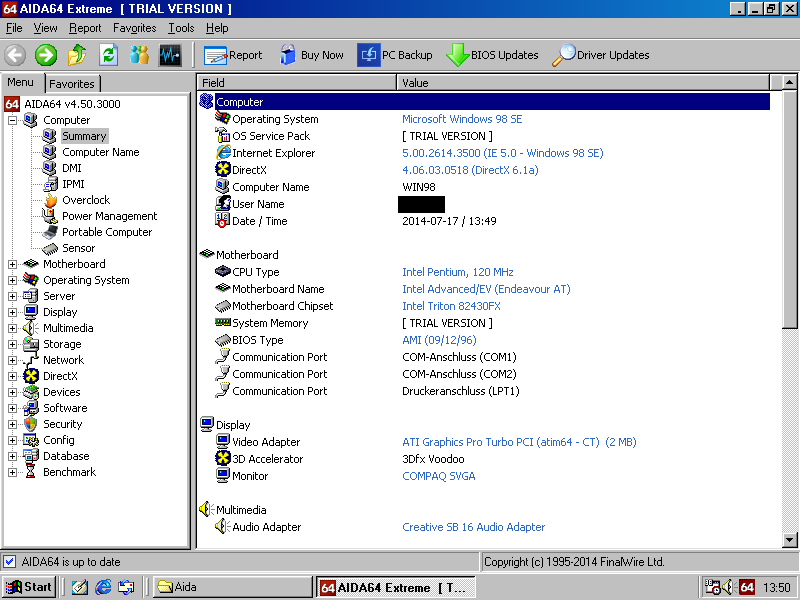 64 AIDA64 Extreme [ TRIAL VERSION ]
File View Report Favorites Tools Help
Report Buy Now PC Backup BIOS Updates Driver Updates
Menu Favorites
Field Value
64 AIDA64 v4.50.3000
Computer
Summary
Computer Name
DMI
IPMI
Overclock
Power Management
Portable Computer
Sensor
Motherboard
Operating System
Server
Display
Multimedia
Storage
Network
DirectX
Devices
Software
Security
Config
Database
Benchmark
Computer
Operating System Microsoft Windows 98 SE
OS Service Pack [ TRIAL VERSION ]
Internet Explorer 5.00.2614.3500 (IE 5.0 - Windows 98 SE)
DirectX 4.06.03.0518 (DirectX 6.1a)
Computer Name WIN98
User Name
Date / Time 2014-07-17 / 13:49
Motherboard
CPU Type Intel Pentium, 120 MHz
Motherboard Name Intel Advanced/EV (Endeavour AT)
Motherboard Chipset Intel Triton 82430FX
System Memory [ TRIAL VERSION ]
BIOS Type AMI (09/12/96)
Communication Port COM-Anschluss (COM1)
Communication Port COM-Anschluss (COM2)
Communication Port Druckeranschluss (LPT1)
Display
Video Adapter ATI Graphics Pro Turbo PCI (atim64 - CT) (2 MB)
3D Accelerator 3Dfx Voodoo
Monitor COMPAQ SVGA
Multimedia
Audio Adapter Creative SB 16 Audio Adapter
AIDA64 is up to date
Copyright (c) 1995-2014 FinalWire Ltd.
Start Aida 64 AIDA64 Extreme [ T... 64 13:50